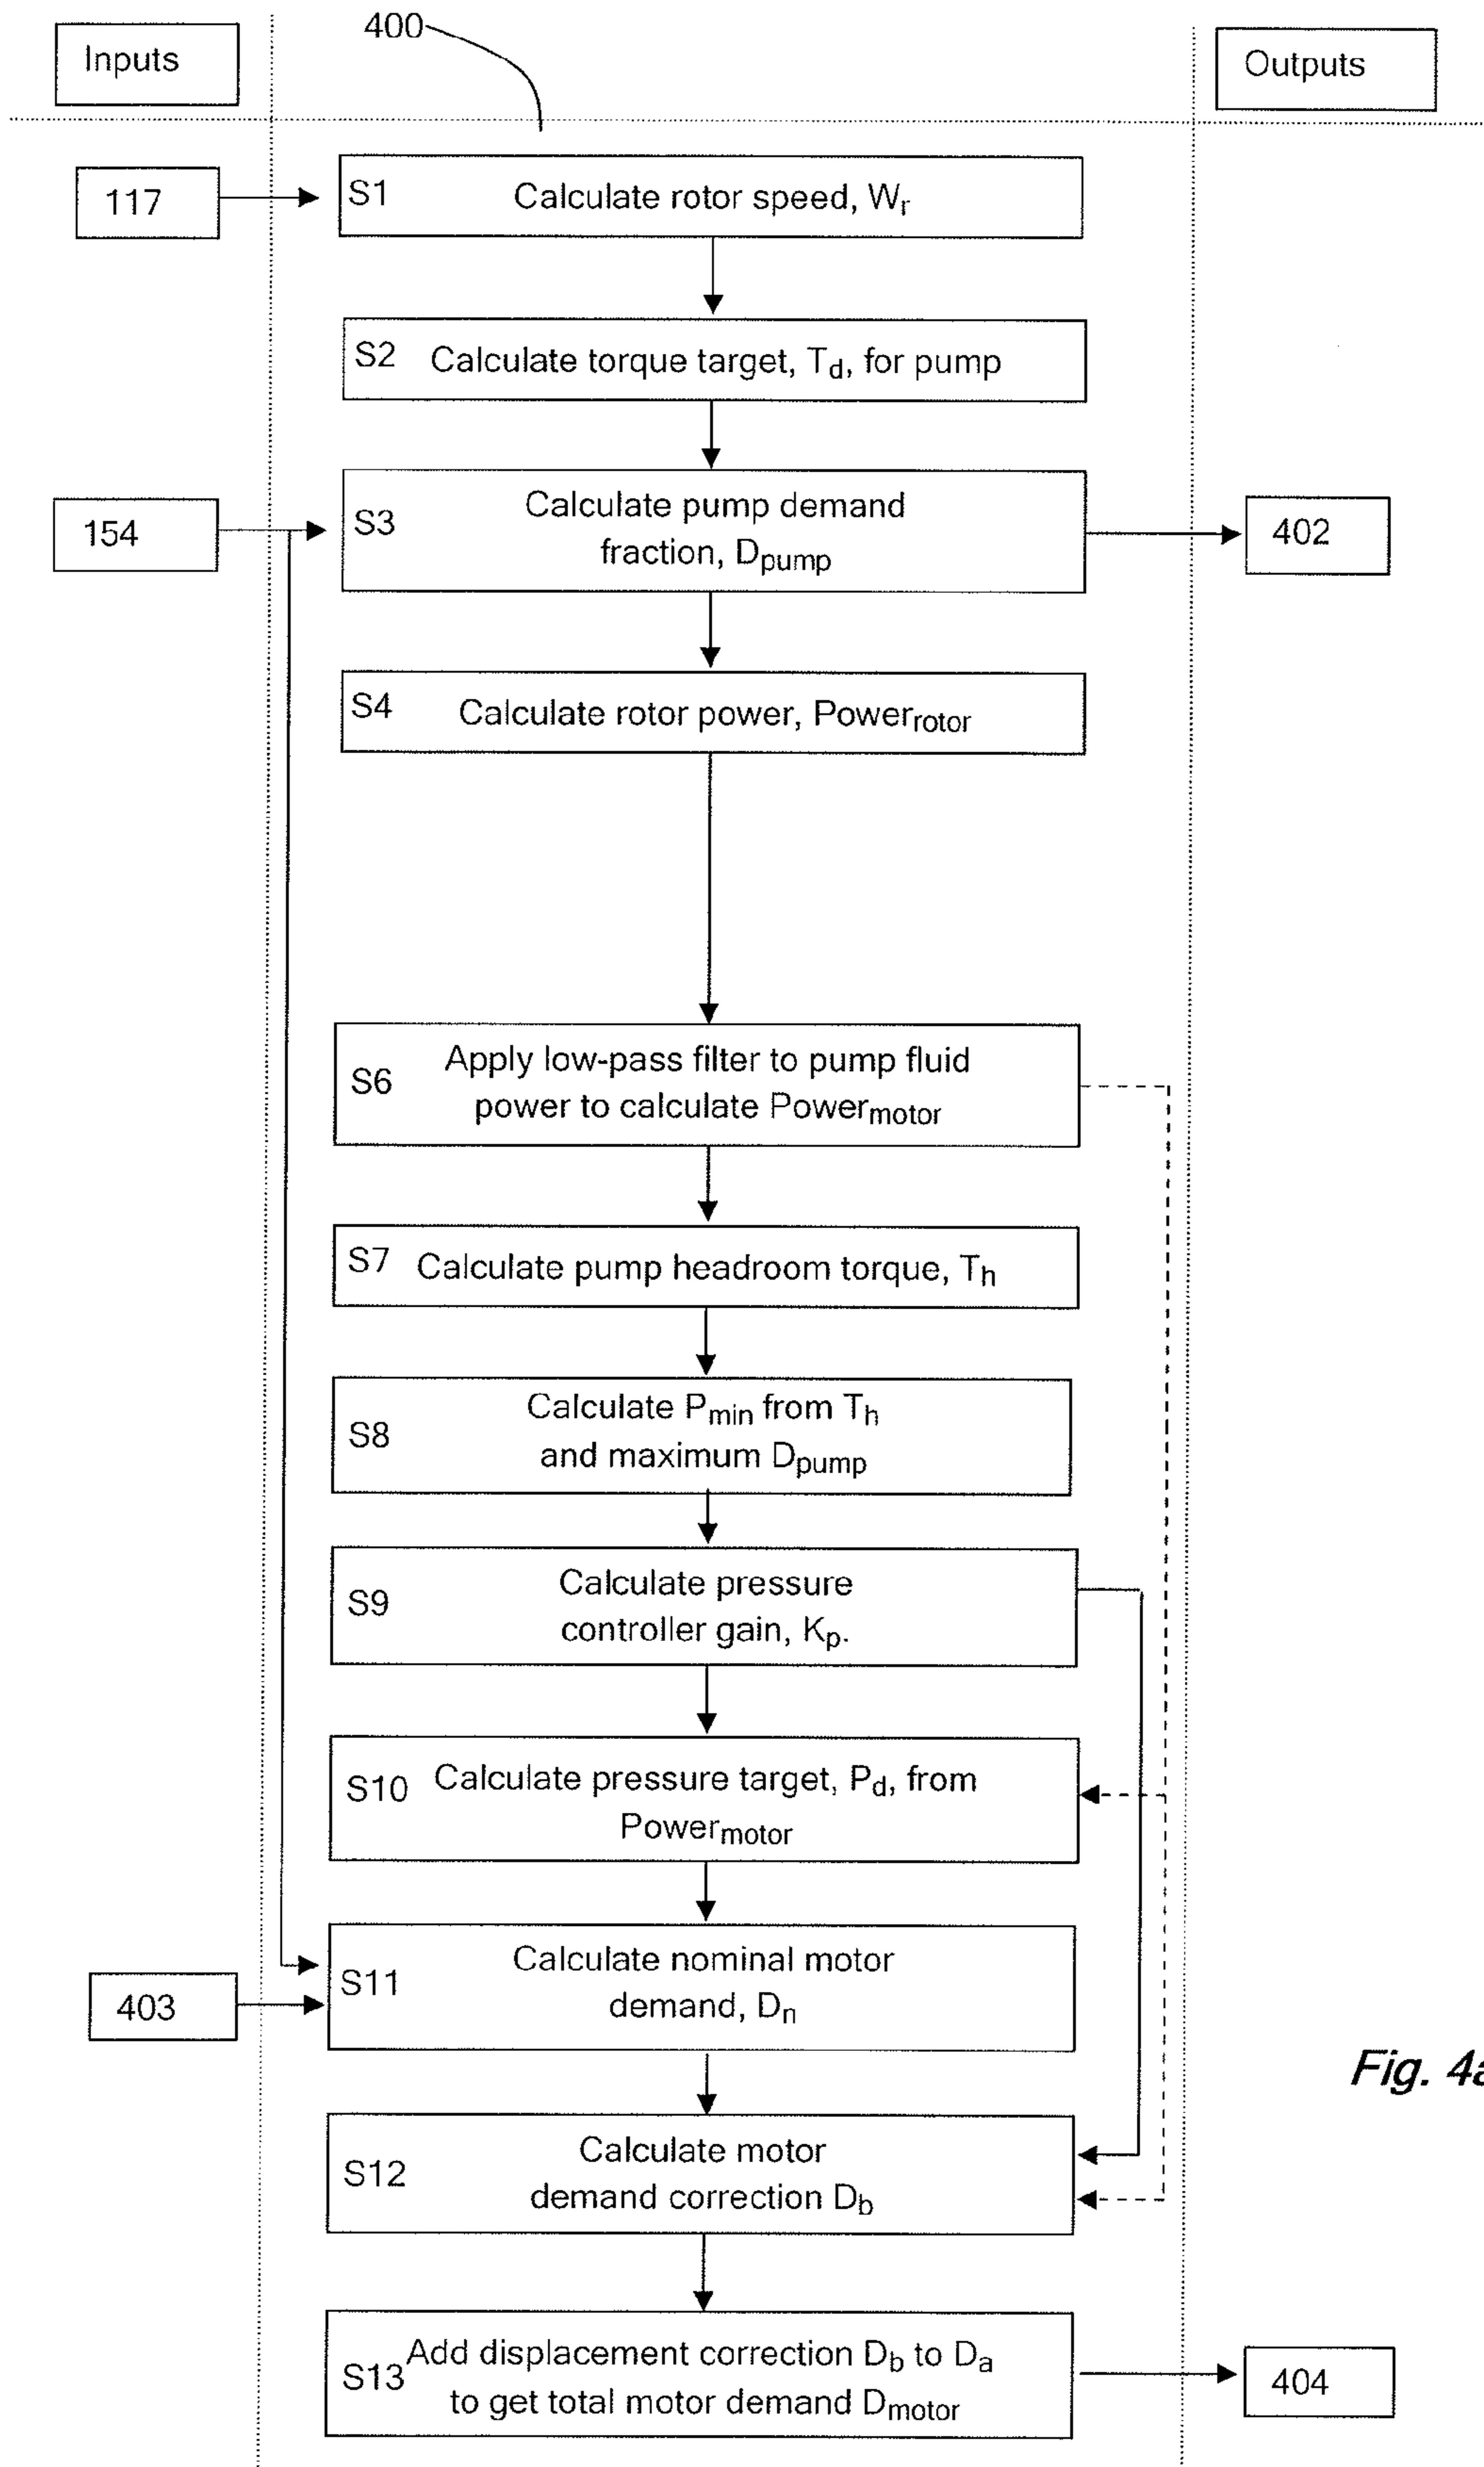 Inputs
400
Outputs
117
S1 Calculate rotor speed, Wr
S2 Calculate torque target, Td, for pump
154
S3
Calculate pump demand
fraction, Dpump
402
S4 Calculate rotor power, Powerrotor
S6
Apply low-pass filter to pump fluid
power to calculate Powermotor
S7 Calculate pump headroom torque, Th
S8
Calculate Pmin from Th
and maximum Dpump
S9
Calculate pressure
controller gain, Kp.
S10
Calculate pressure target, Pd, from
Powermotor
S11
Calculate nominal motor
demand, Dn
403
Fig. 4a
S12
Calculate motor
demand correction Db
S13
Add displacement correction Db to Da
to get total motor demand Dmotor
404